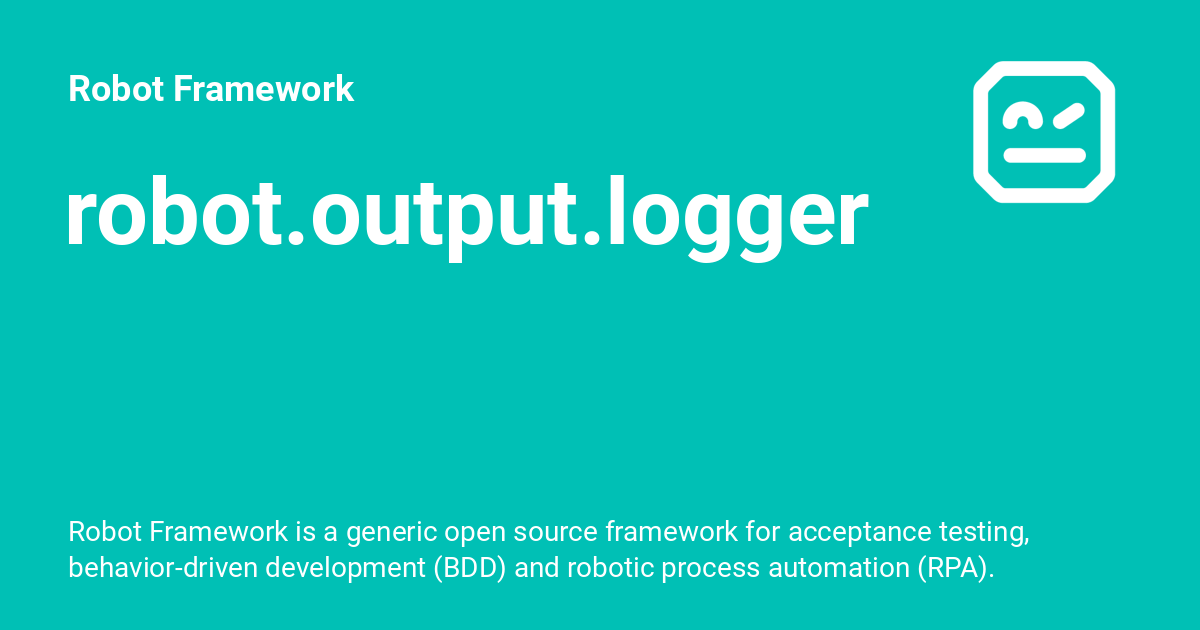 Robot Framework
robot.output.logger
Robot Framework is a generic open source framework for acceptance testing,
behavior-driven development (BDD) and robotic process automation (RPA).